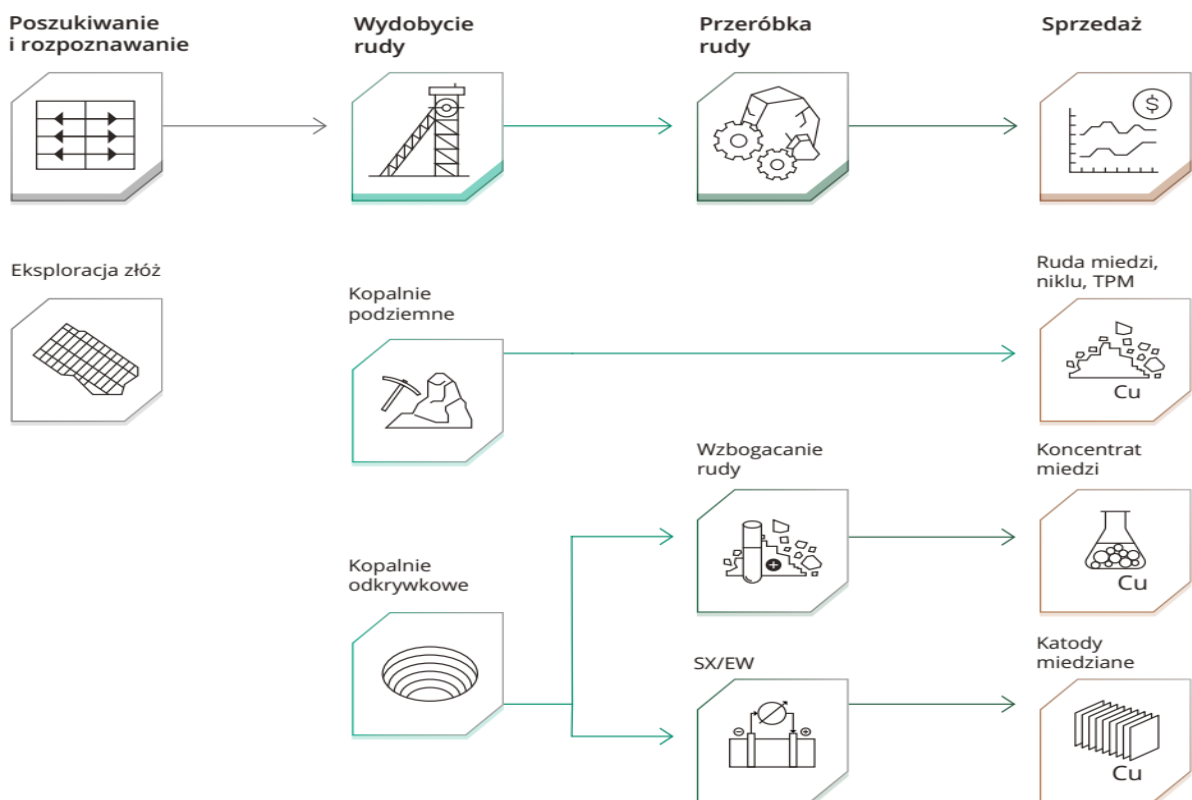 Poszukiwanie
i rozpoznawanie
Wydobycie
rudy
Przeróbka
rudy
Sprzedaż
$
Eksploracja złóż
Kopalnie
podziemne
Ruda miedzi,
niklu, TPM
Cu
Wzbogacanie
rudy
Koncentrat
miedzi
Cu
Kopalnie
odkrywkowe
SX/EW
Katody
miedziane
Cu